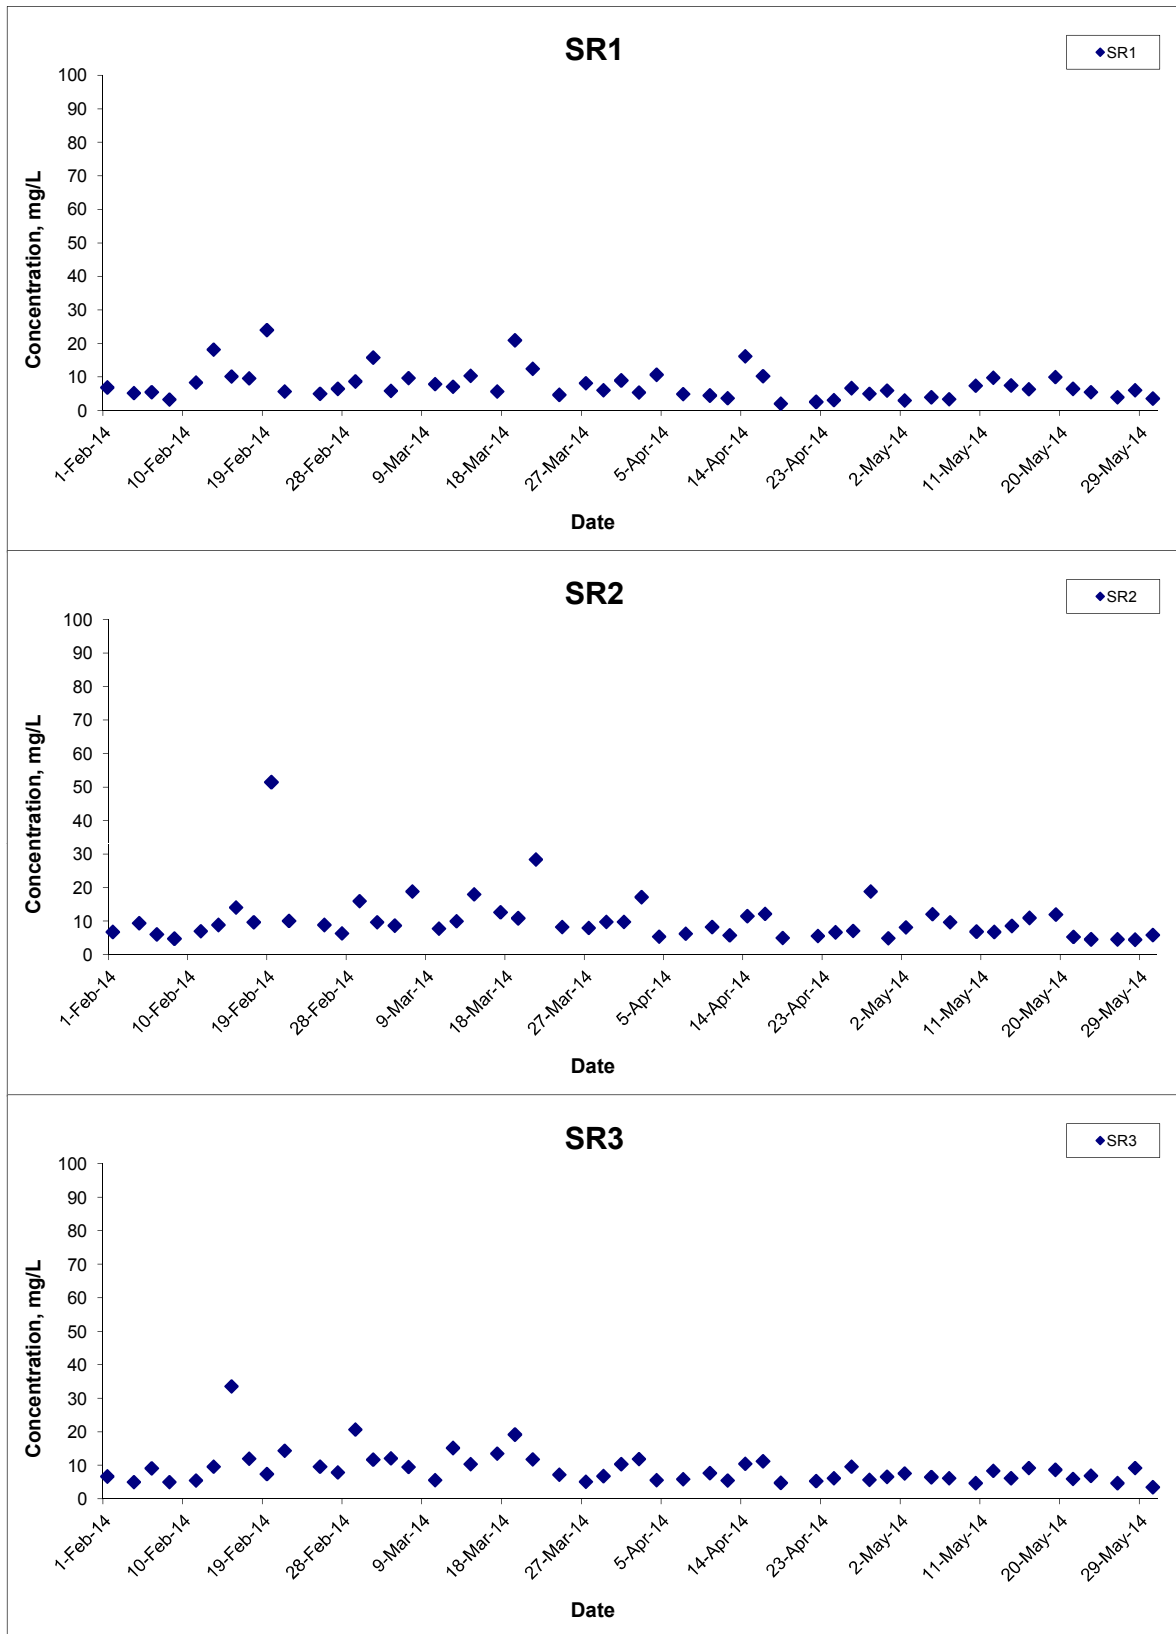 SR1
SR1
100
90
80
70
60
50
40
30
20
10
0
Concentration, mg/L
1-Feb-14
10-Feb-14
19-Feb-14
28-Feb-14
9-Mar-14
18-Mar-14
27-Mar-14
5-Apr-14
14-Apr-14
23-Apr-14
2-May-14
11-May-14
20-May-14
29-May-14
Date
SR2
SR2
100
90
80
70
60
50
40
30
20
10
0
Concentration, mg/L
1-Feb-14
10-Feb-14
19-Feb-14
28-Feb-14
9-Mar-14
18-Mar-14
27-Mar-14
5-Apr-14
14-Apr-14
23-Apr-14
2-May-14
11-May-14
20-May-14
29-May-14
Date
SR3
SR3
100
90
80
70
60
50
40
30
20
10
0
Concentration, mg/L
1-Feb-14
10-Feb-14
19-Feb-14
28-Feb-14
9-Mar-14
18-Mar-14
27-Mar-14
5-Apr-14
14-Apr-14
23-Apr-14
2-May-14
11-May-14
20-May-14
29-May-14
Date